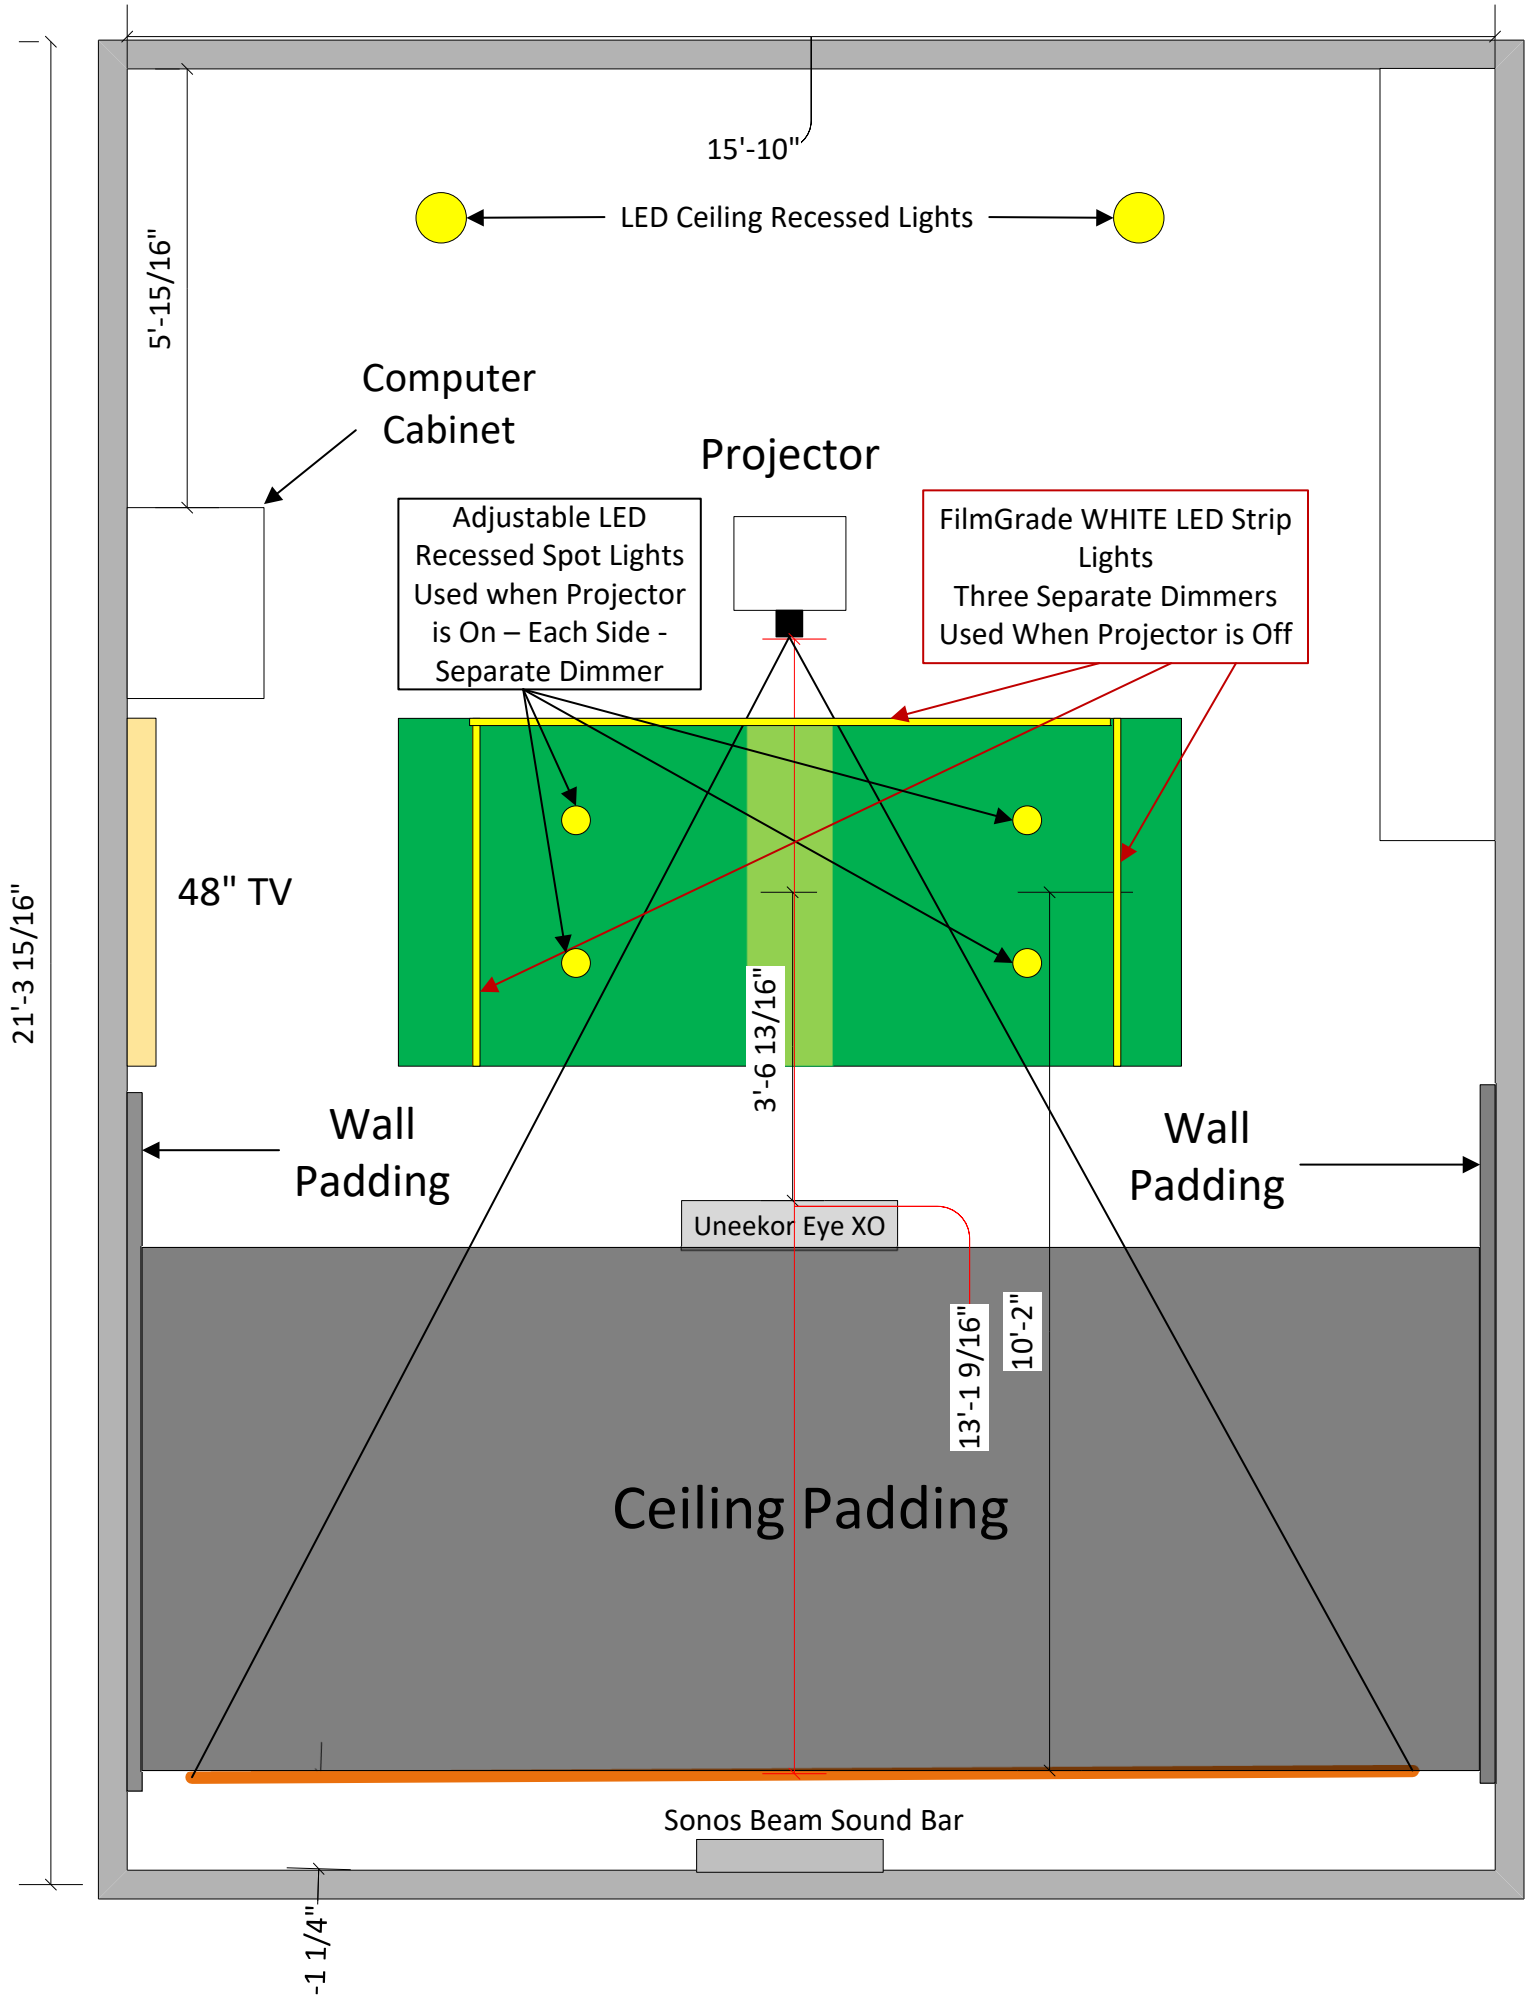 15'-10"
LED Ceiling Recessed Lights
5'-15/16"
Computer
Cabinet
Projector
Adjustable LED
Recessed Spot Lights
Used when Projector
is On – Each Side -
Separate Dimmer
FilmGrade WHITE LED Strip
Lights
Three Separate Dimmers
Used When Projector is Off
21'-3 15/16"
48" TV
3'-6 13/16"
Wall
Padding
Wall
Padding
Uneekor Eye XO
13'-1 9/16"
10'-2"
Ceiling Padding
Sonos Beam Sound Bar
-1 1/4"